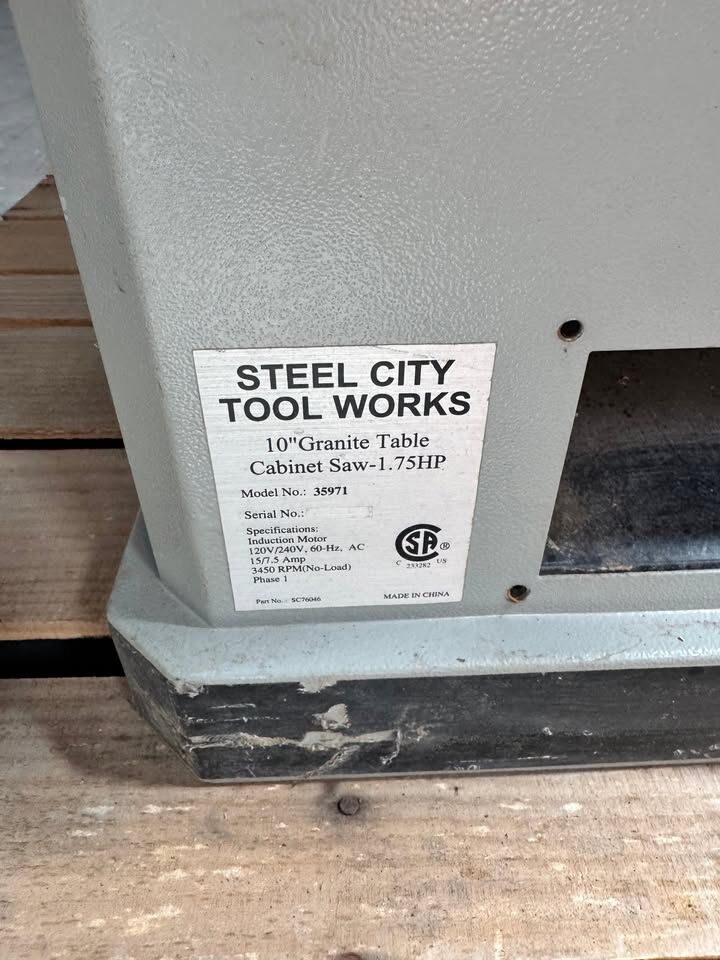 STEEL CITY
TOOL WORKS
10"Granite Table
Cabinet Saw-1.75HP
Model No.: 35971
Serial No.:
Specifications:
Induction Motor
120V/240V, 60-Hz, AC
15/7.5 Amp
3450 RPM(No-Load)
Phase 1
CSA ®
C 233282 US
Part No. : SC76046 MADE IN CHINA